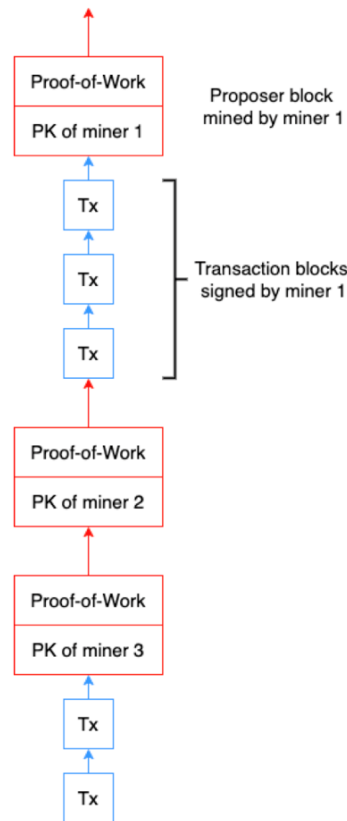 Proof-of-Work
PK of miner 1
Proposer block
mined by miner 1
Tx
Tx
Tx
Transaction blocks
signed by miner 1
Proof-of-Work
PK of miner 2
Proof-of-Work
PK of miner 3
Tx
Tx